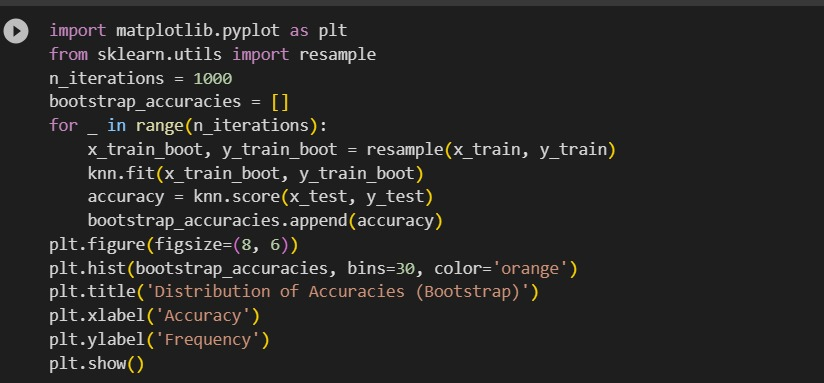 import matplotlib.pyplot as plt
from sklearn.utils import resample
n_iterations = 1000
bootstrap_accuracies = []
for _ in range(n_iterations):
    x_train_boot, y_train_boot = resample(x_train, y_train)
    knn.fit(x_train_boot, y_train_boot)
    accuracy = knn.score(x_test, y_test)
    bootstrap_accuracies.append(accuracy)
plt.figure(figsize=(8, 6))
plt.hist(bootstrap_accuracies, bins=30, color='orange')
plt.title('Distribution of Accuracies (Bootstrap)')
plt.xlabel('Accuracy')
plt.ylabel('Frequency')
plt.show()